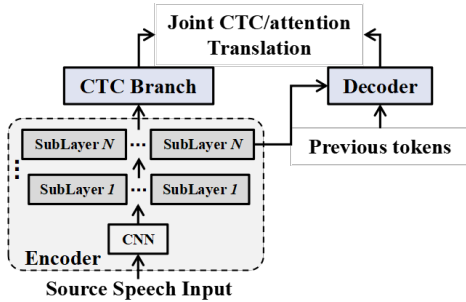 Joint CTC/attention
Translation
CTC Branch
Decoder
SubLayer N ... SubLayer N
Previous tokens
SubLayer 1 ... SubLayer 1
CNN
Encoder
Source Speech Input